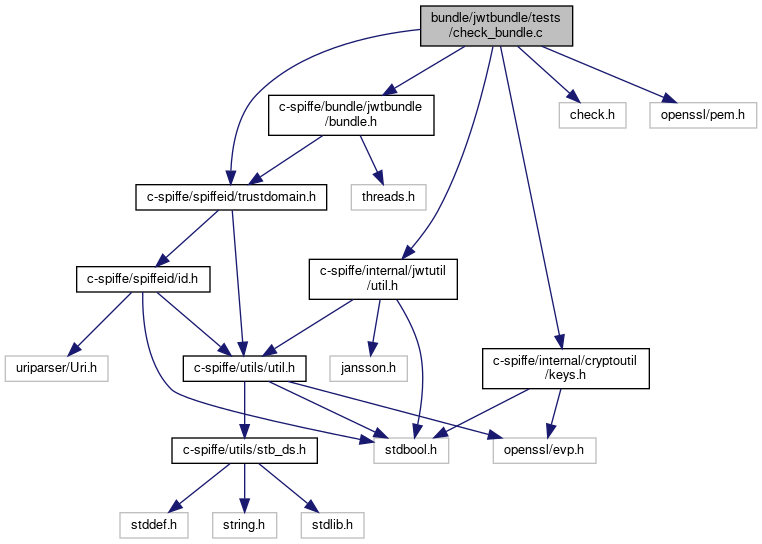 bundle/jwtbundle/tests
/check_bundle.c
c-spiffe/bundle/jwtbundle
/bundle.h
check.h
openssl/pem.h
c-spiffe/spiffeid/trustdomain.h
threads.h
c-spiffe/spiffeid/id.h
c-spiffe/internal/jwtutil
/util.h
uriparser/Uri.h
c-spiffe/utils/util.h
jansson.h
c-spiffe/internal/cryptoutil
/keys.h
c-spiffe/utils/stb_ds.h
stdbool.h
openssl/evp.h
stddef.h
string.h
stdlib.h